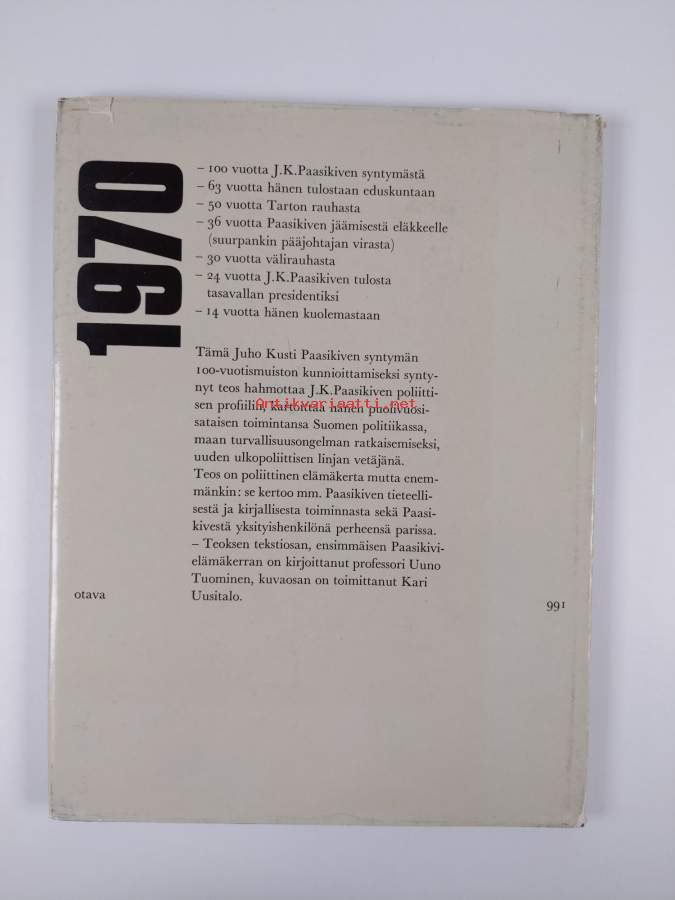 1970
– 100 vuotta J.K.Paasikiven syntymästä
– 63 vuotta hänen tulostaan eduskuntaan
– 50 vuotta Tarton rauhasta
– 36 vuotta Paasikiven jäämisestä eläkkeelle
(suurpankin pääjohtajan virasta)
– 30 vuotta välirauhasta
– 24 vuotta J.K.Paasikiven tulosta
tasavallan presidentiksi
– 14 vuotta hänen kuolemastaan
Tämä Juho Kusti Paasikiven syntymän
100-vuotismuiston kunnioittamiseksi synty-
nyt teos hahmottaa J.K.Paasikiven poliitti-
sen profiilin, kartoittaa hänen puolivuosi-
Antikvariaatti.net
sataisen toimintansa Suomen politiikassa,
maan turvallisuusongelman ratkaisemiseksi,
uuden ulkopoliittisen linjan vetäjänä.
Teos on poliittinen elämäkerta mutta enem-
mänkin: se kertoo mm. Paasikiven tieteelli-
sestä ja kirjallisesta toiminnasta sekä Paasi-
kivestä yksityishenkilönä perheensä parissa.
– Teoksen tekstiosan, ensimmäisen Paasikivi-
elämäkerran on kirjoittanut professori Uuno
Tuominen, kuvaosan on toimittanut Kari
Uusitalo.
otava
991